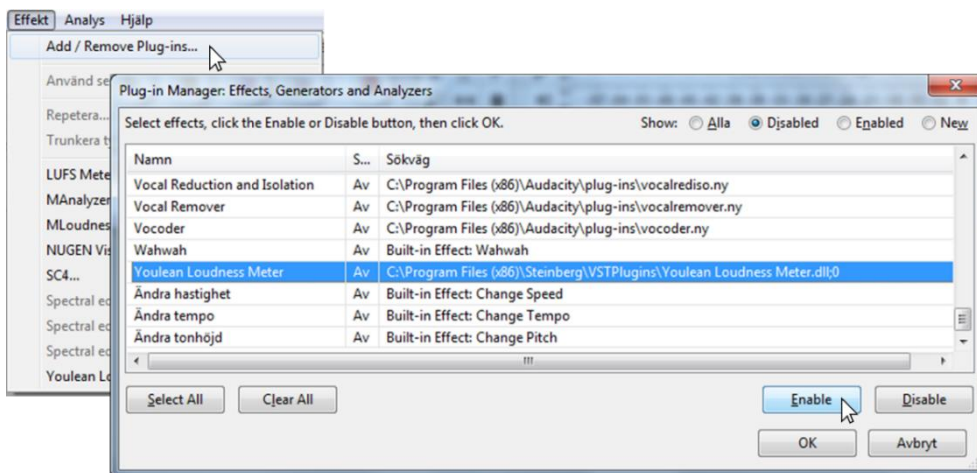 Effekt Analys Hjälp
Add / Remove Plug-ins...
Använd se
Repetera...
Trunkera t
LUFS Mete
MAnalyzer
MLoudnes
NUGEN Vis
SC4...
Spectral ed
Spectral ed
Spectral ed
Youlean Lo
Plug-in Manager: Effects, Generators and Analyzers
Select effects, click the Enable or Disable button, then click OK. Show: Alla Disabled Enabled New
Namn S... Sökväg
Vocal Reduction and Isolation Av C:\Program Files (x86)\Audacity\plug-ins\vocalrediso.ny
Vocal Remover Av C:\Program Files (x86)\Audacity\plug-ins\vocalremover.ny
Vocoder Av C:\Program Files (x86)\Audacity\plug-ins\vocoder.ny
Wahwah Av Built-in Effect: Wahwah
Youlean Loudness Meter Av C:\Program Files (x86)\Steinberg\VSTPlugins\Youlean Loudness Meter.dll;0
Ändra hastighet Av Built-in Effect: Change Speed
Ändra tempo Av Built-in Effect: Change Tempo
Ändra tonhöjd Av Built-in Effect: Change Pitch
Select All Clear All Enable Disable
OK Avbryt